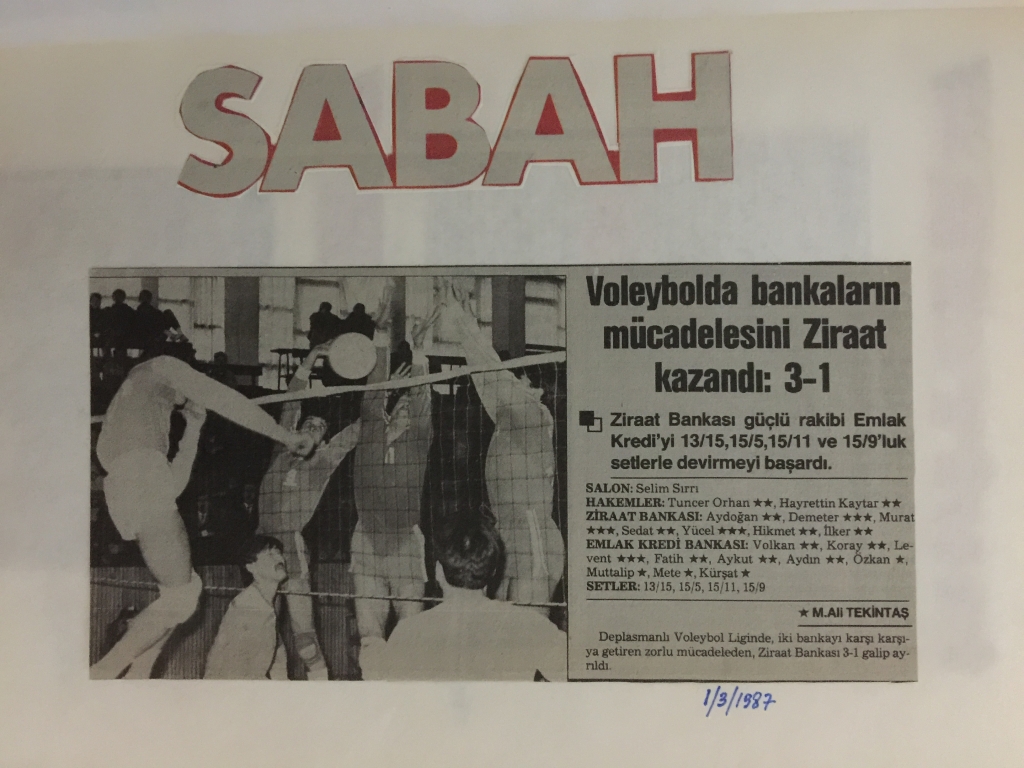 SABAH
Voleybolda bankaların
mücadelesini Ziraat
kazandı: 3-1
Ziraat Bankası güçlü rakibi Emlak
Kredi'yi 13/15,15/5,15/11 ve 15/9'luk
setlerle devirmeyi başardı.
SALON: Selim Sırrı
HAKEMLER: Tuncer Orhan ★★, Hayrettin Kaytar ★★
ZİRAAT BANKASI: Aydoğan ★★, Demeter ★★★, Murat
★★★, Sedat ★★, Yücel ★★★, Hikmet ★★, İlker ★★
EMLAK KREDİ BANKASI: Volkan ★★, Koray ★★, Le-
vent ★★★, Fatih ★★, Aykut ★★, Aydın ★★, Özkan ★,
Muttalip ★, Mete ★, Kürşat ★
SETLER: 13/15, 15/5, 15/11, 15/9
★ M.Ali TEKİNTAŞ
Deplasmanlı Voleybol Liginde, iki bankayı karşı karşı-
ya getiren zorlu mücadeleden, Ziraat Bankası 3-1 galip ay-
rıldı.
1/3/1987